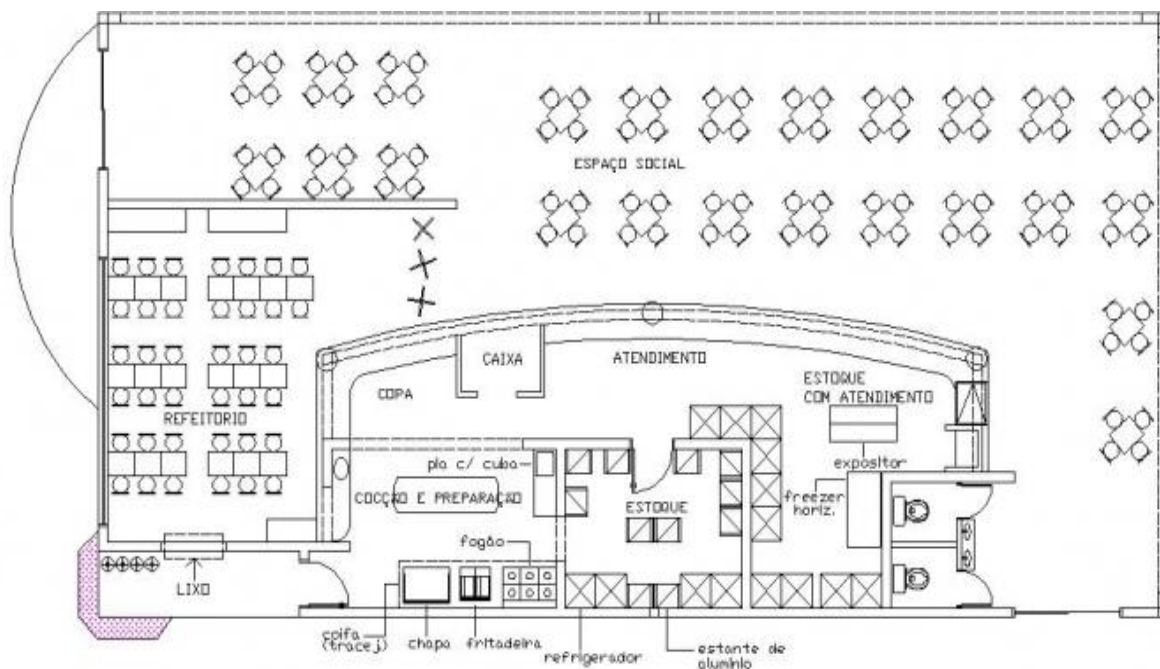 ESPAÇO SOCIAL
CAIXA
ATENDIMENTO
ESTOQUE
COM ATENDIMENTO
COPA
REFEITORIO
expositor
pia c/ cuba
COCÇÃO E PREPARAÇÃO
ESTOQUE
freezer
horiz.
fogão
LIXO
coifa
(tracej)
chapa
fritadeira
refrigerador
estante de
alumínio